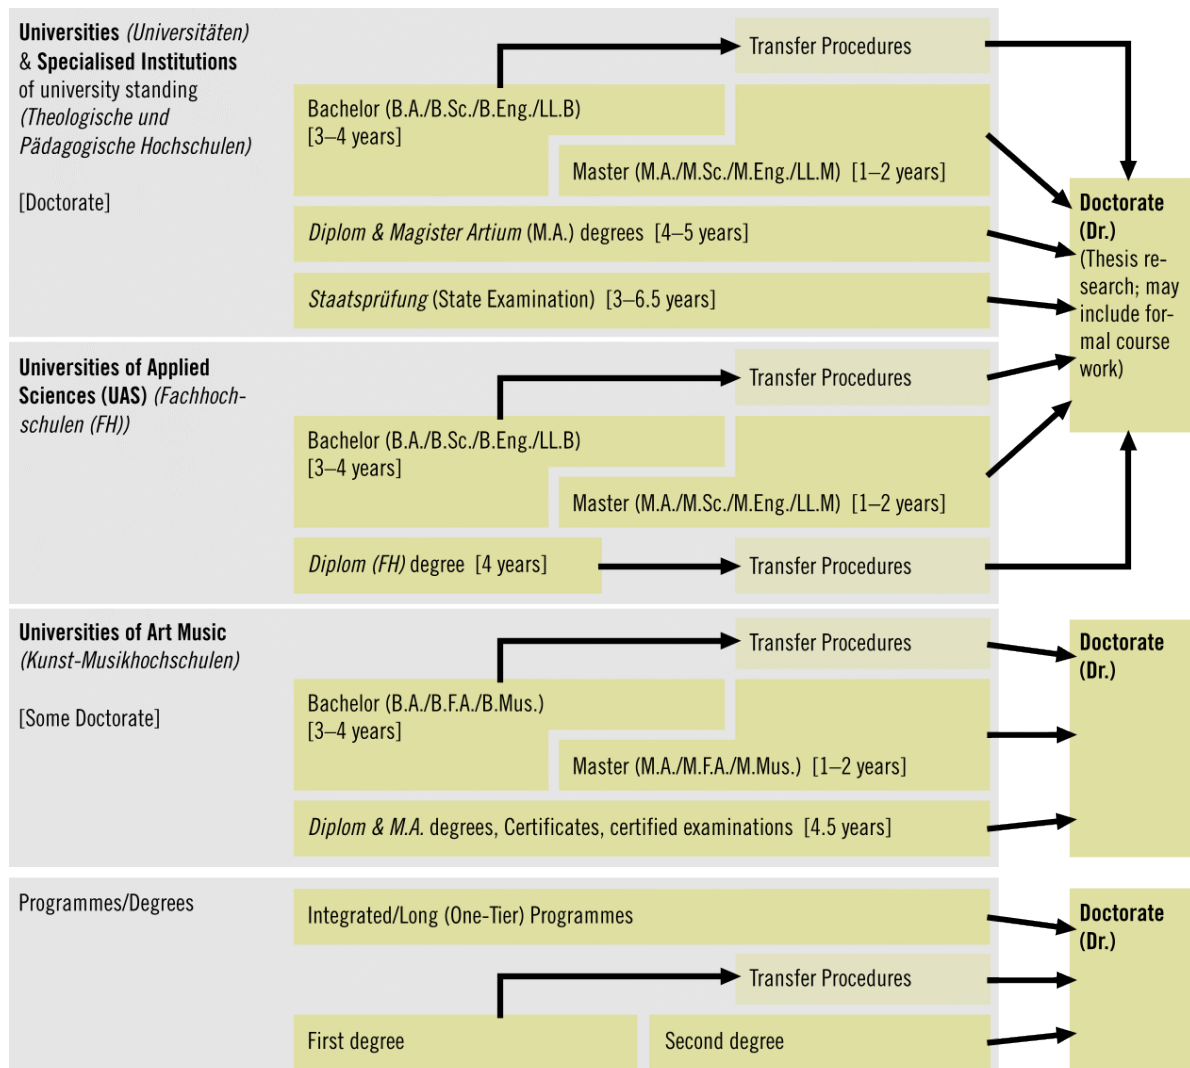 Universities (Universitäten)
& Specialised Institutions
of university standing
(Theologische und
Pädagogische Hochschulen)
[Doctorate]
Transfer Procedures
Bachelor (B.A./B.Sc./B.Eng./LL.B)
[3–4 years]
Master (M.A./M.Sc./M.Eng./LL.M) [1–2 years]
Diplom & Magister Artium (M.A.) degrees [4–5 years]
Staatsprüfung (State Examination) [3–6.5 years]
Doctorate
(Dr.)
(Thesis re-
search; may
include for-
mal course
work)
Universities of Applied
Sciences (UAS) (Fachhoch-
schulen (FH))
Transfer Procedures
Bachelor (B.A./B.Sc./B.Eng./LL.B)
[3–4 years]
Master (M.A./M.Sc./M.Eng./LL.M) [1–2 years]
Diplom (FH) degree [4 years]
Transfer Procedures
Universities of Art Music
(Kunst-Musikhochschulen)
[Some Doctorate]
Transfer Procedures
Bachelor (B.A./B.F.A./B.Mus.)
[3–4 years]
Master (M.A./M.F.A./M.Mus.) [1–2 years]
Diplom & M.A. degrees, Certificates, certified examinations [4.5 years]
Doctorate
(Dr.)
Programmes/Degrees
Integrated/Long (One-Tier) Programmes
Transfer Procedures
First degree
Second degree
Doctorate
(Dr.)